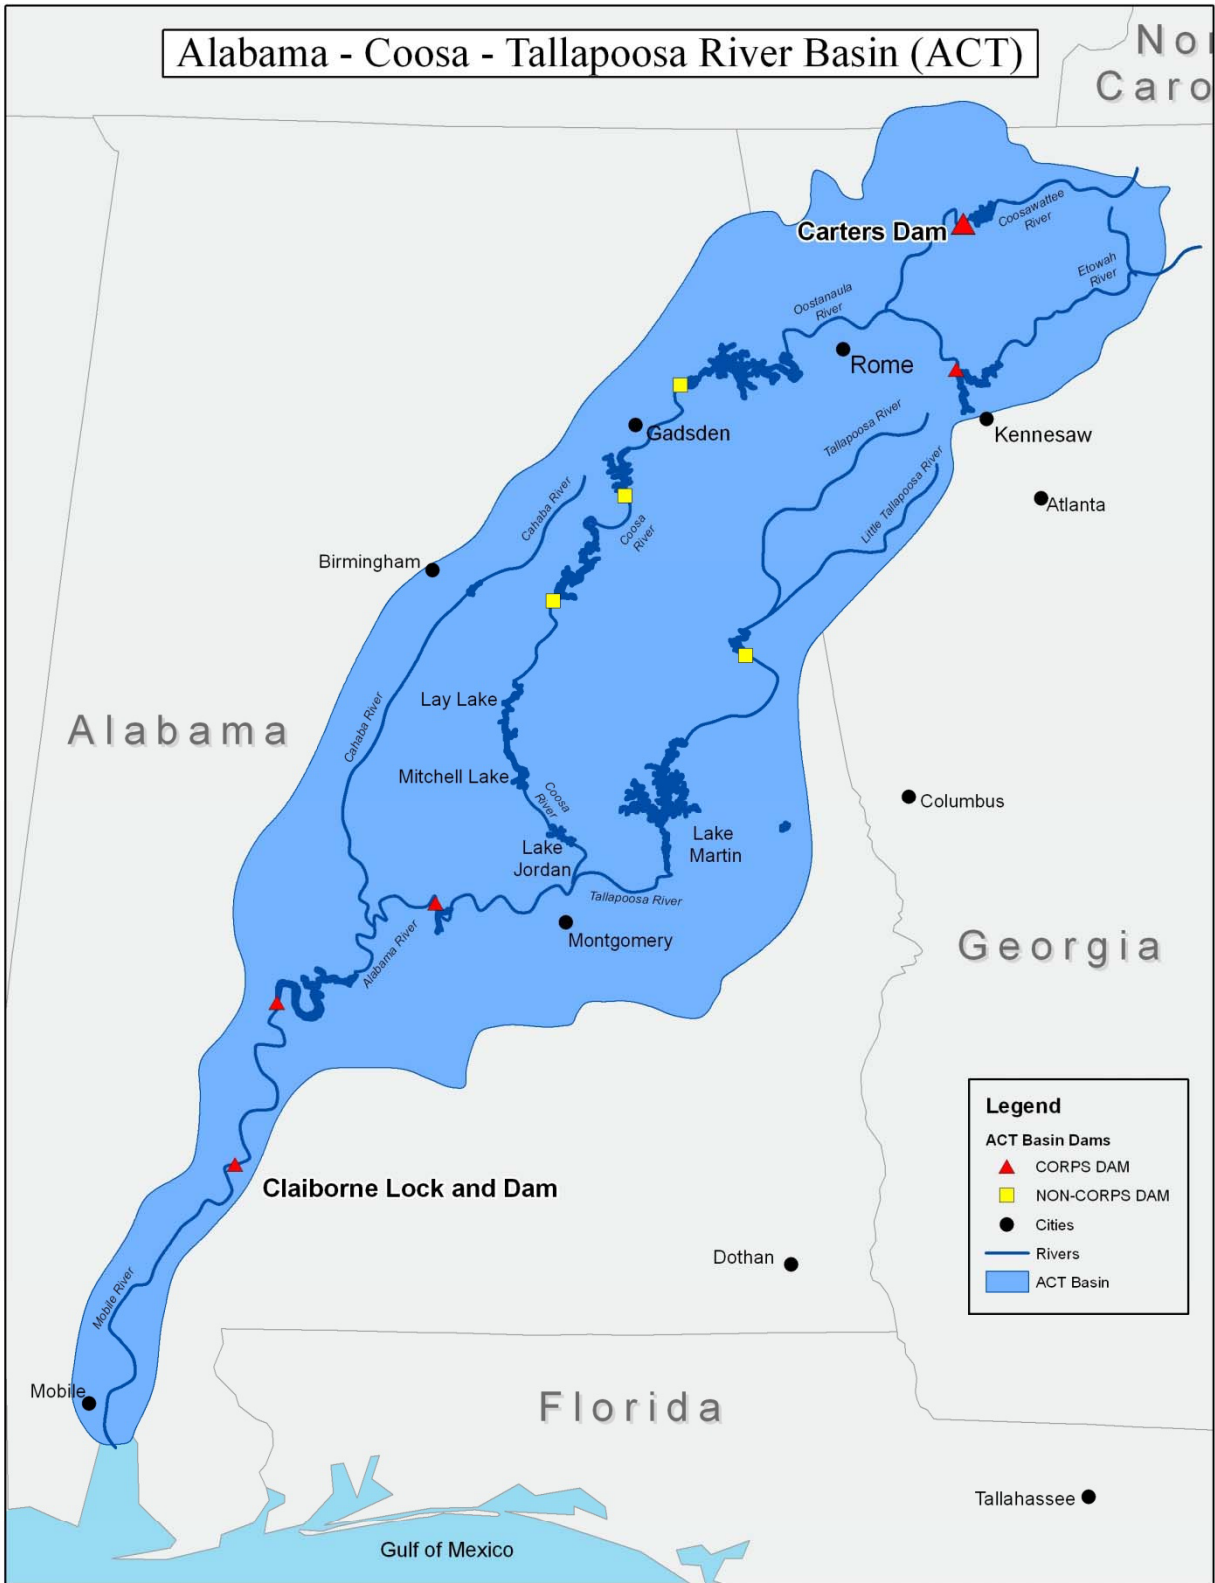 Alabama - Coosa - Tallapoosa River Basin (ACT)
Nor
Caro
Carters Dam
Coosawattee
River
Etowah
River
Oostanaula
River
Rome
Kennesaw
Gadsden
Tallapoosa River
Little Tallapoosa River
Atlanta
Cahaba River
Coosa
River
Birmingham
Lay Lake
Alabama
Cahaba River
Mitchell Lake
Coosa
River
Columbus
Lake
Martin
Lake
Jordan
Tallapoosa River
Montgomery
Alabama River
Georgia
Claiborne Lock and Dam
Legend
ACT Basin Dams
CORPS DAM
NON-CORPS DAM
Cities
Rivers
ACT Basin
Dothan
Mobile River
Mobile
Florida
Tallahassee
Gulf of Mexico